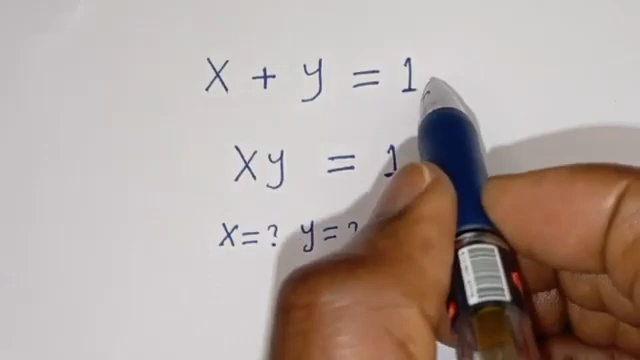 x + y = 1
xy = 1
x = ? y = ?